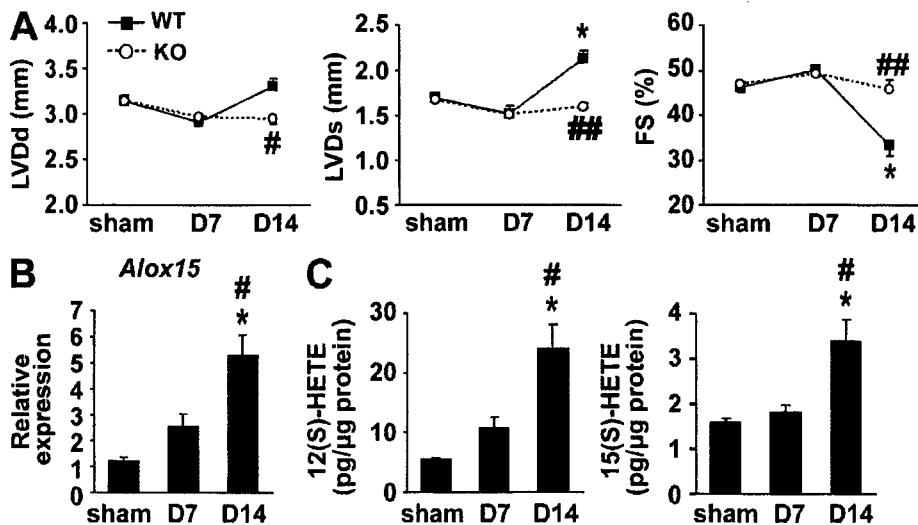 A
WT
KO
LVDd (mm)
4.0
3.5
3.0
2.5
2.0
#
sham D7 D14
LVDs (mm)
2.5
2.0
1.5
1.0
0.5
*
##
sham D7 D14
FS (%)
60
50
40
30
20
##
*
sham D7 D14
B
Alox15
Relative
expression
7
6
5
4
3
2
1
0
#
*
sham D7 D14
C
12(S)-HETE
(pg/µg protein)
30
20
10
0
#
*
sham D7 D14
15(S)-HETE
(pg/µg protein)
4
3
2
1
0
#
*
sham D7 D14